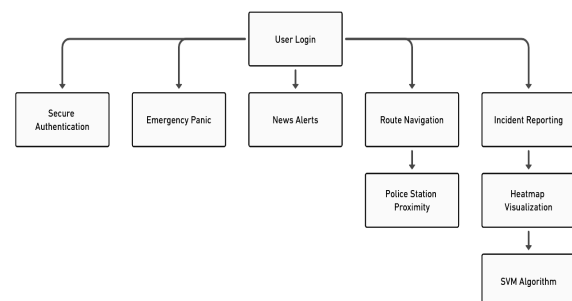 User Login
Secure
Authentication
Emergency Panic
News Alerts
Route Navigation
Incident Reporting
Police Station
Proximity
Heatmap
Visualization
SVM Algorithm